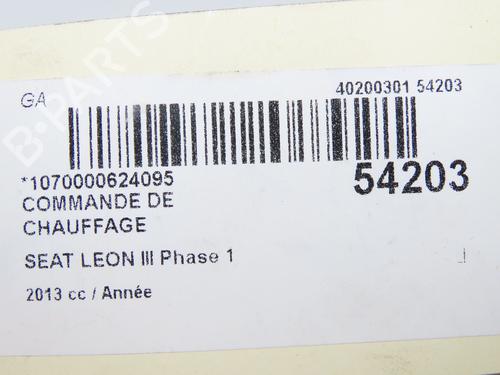 B-PARTS
GA
40200301 54203
*1070000624095
54203
COMMANDE DE
CHAUFFAGE
SEAT LEON III Phase 1
2013 cc / Année